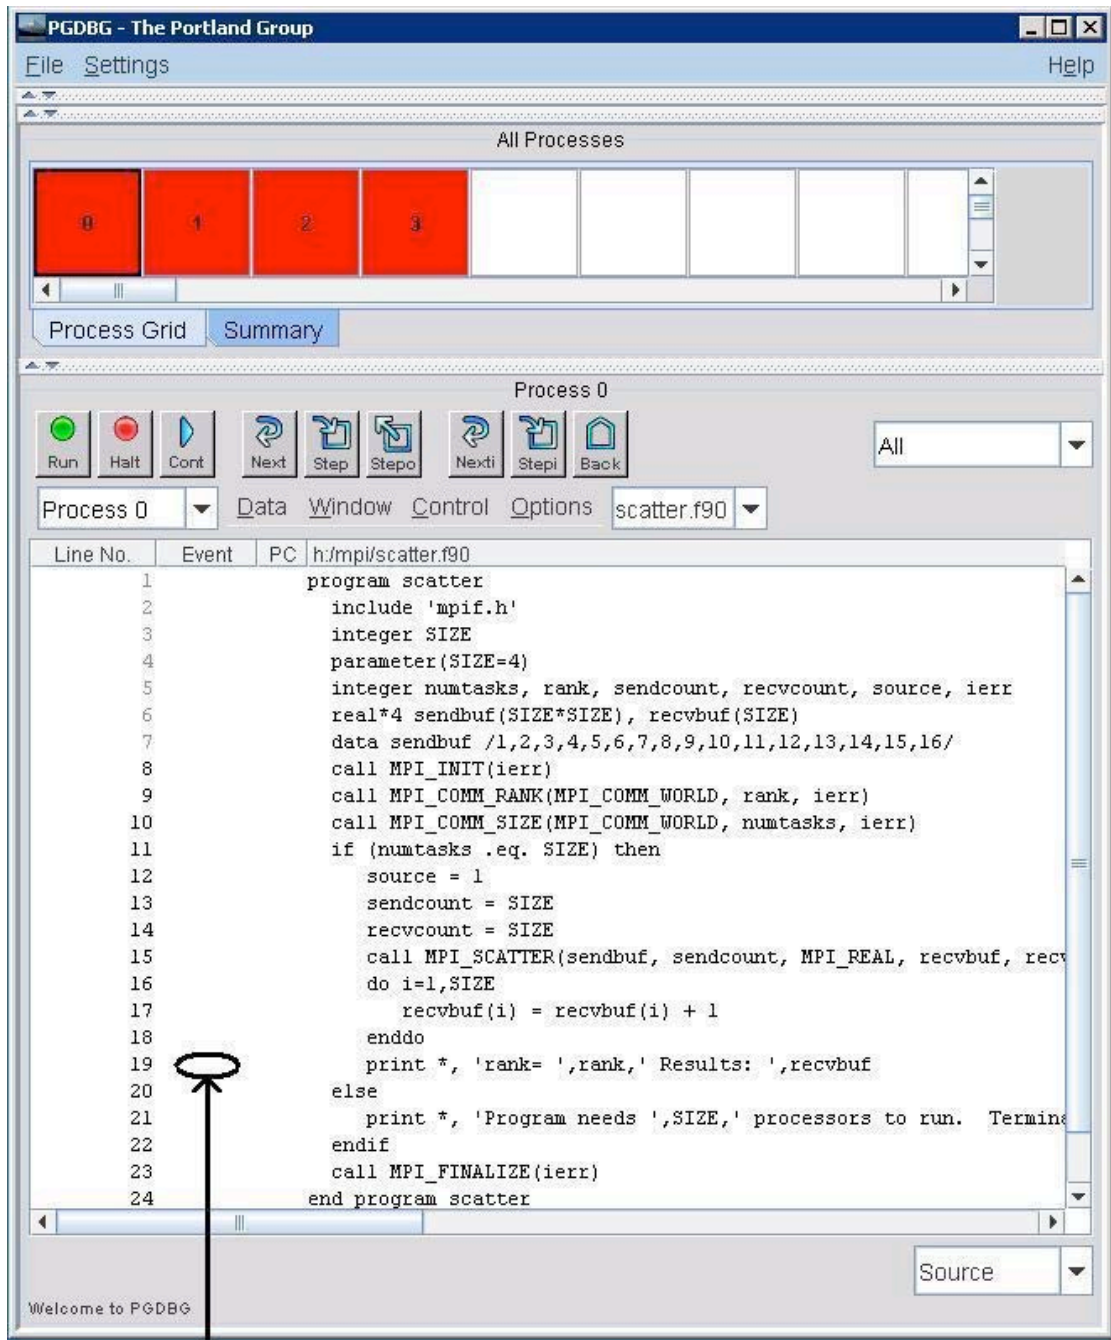 PGDBG - The Portland Group
File Settings Help
All Processes
0 1 2 3
Process Grid Summary
Process 0
Run Halt Cont Next Step Stepo Nexti Stepi Back All
Process 0 Data Window Control Options scatter.f90
Line No. Event PC h:/mpi/scatter.f90
1 program scatter
2 include 'mpif.h'
3 integer SIZE
4 parameter(SIZE=4)
5 integer numtasks, rank, sendcount, recvcount, source, ierr
6 real*4 sendbuf(SIZE*SIZE), recvbuf(SIZE)
7 data sendbuf /1,2,3,4,5,6,7,8,9,10,11,12,13,14,15,16/
8 call MPI_INIT(ierr)
9 call MPI_COMM_RANK(MPI_COMM_WORLD, rank, ierr)
10 call MPI_COMM_SIZE(MPI_COMM_WORLD, numtasks, ierr)
11 if (numtasks .eq. SIZE) then
12 source = 1
13 sendcount = SIZE
14 recvcount = SIZE
15 call MPI_SCATTER(sendbuf, sendcount, MPI_REAL, recvbuf, recv
16 do i=1,SIZE
17 recvbuf(i) = recvbuf(i) + 1
18 enddo
19 print *, 'rank= ',rank,' Results: ',recvbuf
20 else
21 print *, 'Program needs ',SIZE,' processors to run. Termina
22 endif
23 call MPI_FINALIZE(ierr)
24 end program scatter
Source
Welcome to PGDBG